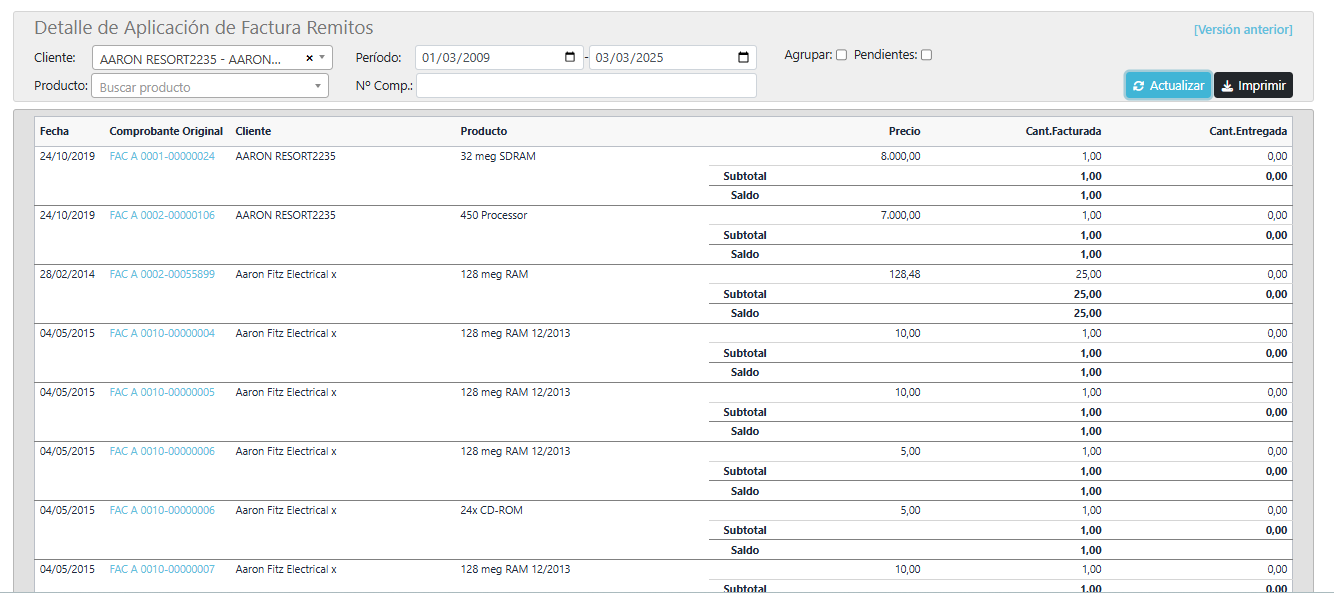 Detalle de Aplicación de Factura Remitos
[Versión anterior]
Cliente: AARON RESORT2235 - AARON... × Período: 01/03/2009 - 03/03/2025 Agrupar: Pendientes:
Producto: Buscar producto Nº Comp.: Actualizar Imprimir
Fecha Comprobante Original Cliente Producto Precio Cant.Facturada Cant.Entregada
24/10/2019 FAC A 0001-00000024 AARON RESORT2235 32 meg SDRAM 8.000,00 1,00 0,00
Subtotal 1,00 0,00
Saldo 1,00
24/10/2019 FAC A 0002-00000106 AARON RESORT2235 450 Processor 7.000,00 1,00 0,00
Subtotal 1,00 0,00
Saldo 1,00
28/02/2014 FAC A 0002-00055899 Aaron Fitz Electrical x 128 meg RAM 128,48 25,00 0,00
Subtotal 25,00 0,00
Saldo 25,00
04/05/2015 FAC A 0010-00000004 Aaron Fitz Electrical x 128 meg RAM 12/2013 10,00 1,00 0,00
Subtotal 1,00 0,00
Saldo 1,00
04/05/2015 FAC A 0010-00000005 Aaron Fitz Electrical x 128 meg RAM 12/2013 10,00 1,00 0,00
Subtotal 1,00 0,00
Saldo 1,00
04/05/2015 FAC A 0010-00000006 Aaron Fitz Electrical x 128 meg RAM 12/2013 5,00 1,00 0,00
Subtotal 1,00 0,00
Saldo 1,00
04/05/2015 FAC A 0010-00000006 Aaron Fitz Electrical x 24x CD-ROM 5,00 1,00 0,00
Subtotal 1,00 0,00
Saldo 1,00
04/05/2015 FAC A 0010-00000007 Aaron Fitz Electrical x 128 meg RAM 12/2013 10,00 1,00 0,00
Subtotal 1,00 0,00